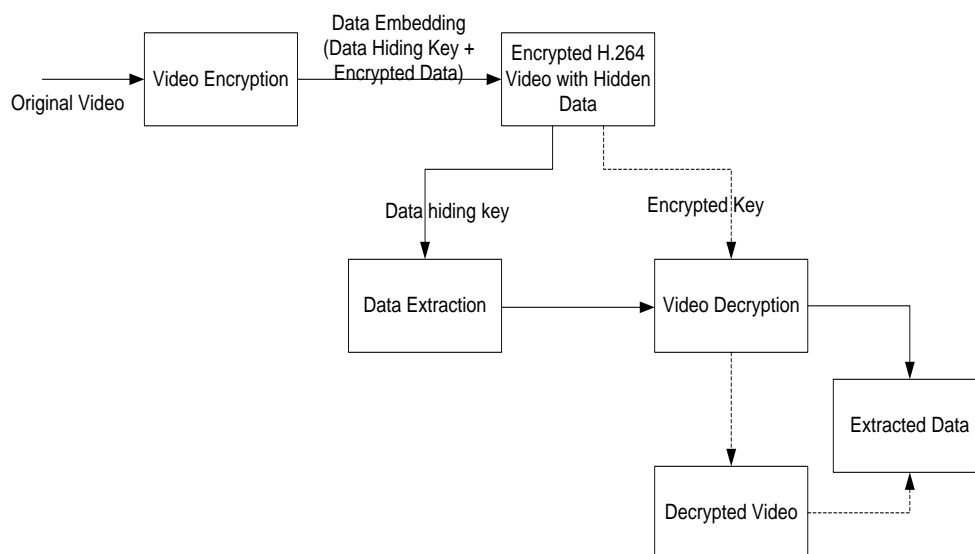 Data Embedding
(Data Hiding Key +
Encrypted Data)
Original Video
Video Encryption
Encrypted H.264
Video with Hidden
Data
Data hiding key
Encrypted Key
Data Extraction
Video Decryption
Extracted Data
Decrypted Video